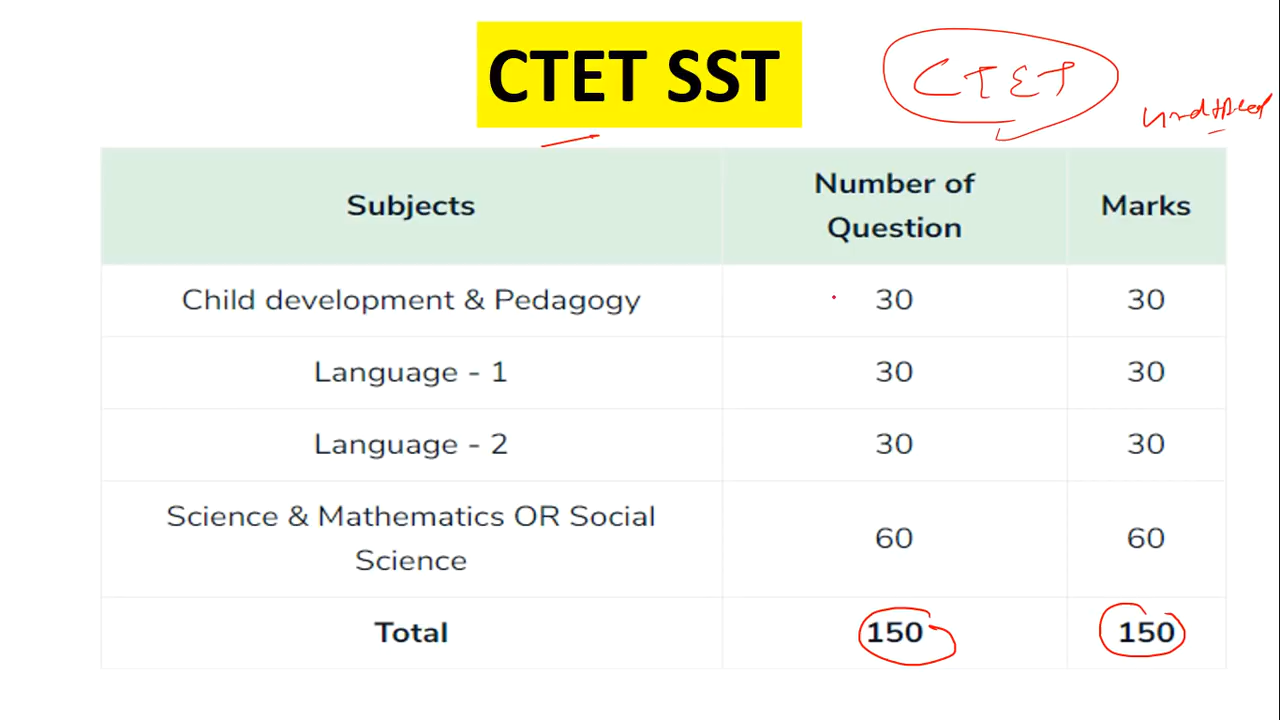 CTET SST
CTET
Subjects
Number of
Question
Marks
Child development & Pedagogy
30
30
Language - 1
30
30
Language - 2
30
30
Science & Mathematics OR Social
Science
60
60
Total
150
150